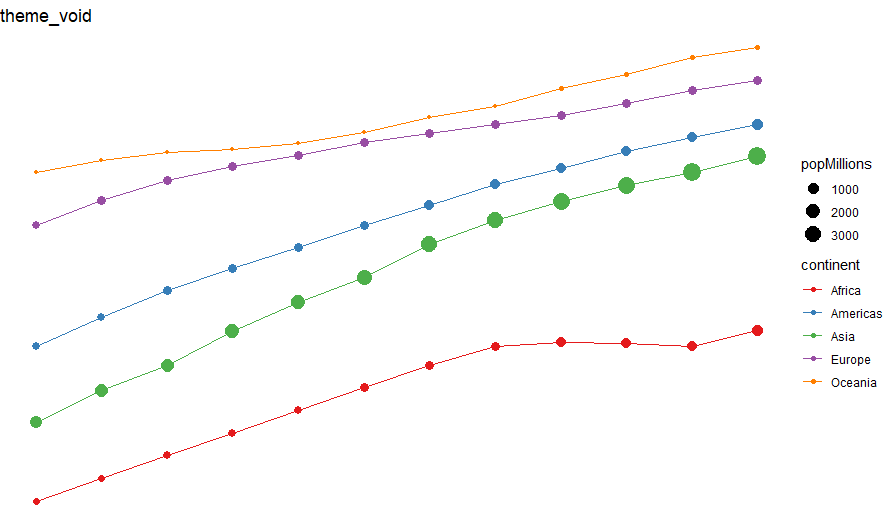 theme_void
popMillions
1000
2000
3000
continent
Africa
Americas
Asia
Europe
Oceania